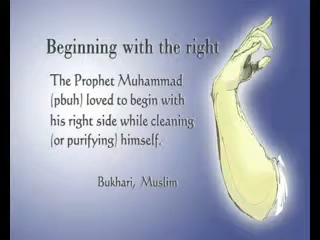 Beginning with the right
The Prophet Muhammad
(pbuh) loved to begin with
his right side while cleaning
(or purifying) himself.
Bukhari, Muslim